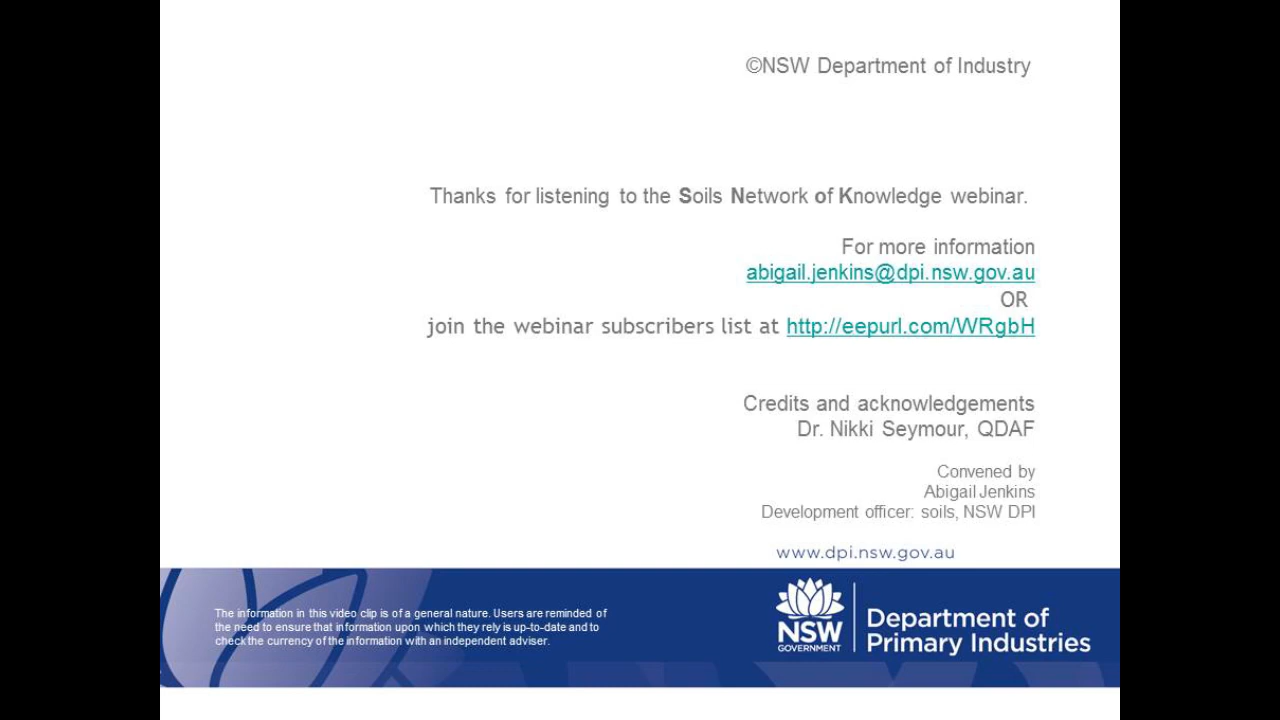 ©NSW Department of Industry
Thanks for listening to the Soils Network of Knowledge webinar.
For more information
abigail.jenkins@dpi.nsw.gov.au
OR
join the webinar subscribers list at http://eepurl.com/WRgbH
Credits and acknowledgements
Dr. Nikki Seymour, QDAF
Convened by
Abigail Jenkins
Development officer: soils, NSW DPI
www.dpi.nsw.gov.au
The information in this video clip is of a general nature. Users are reminded of
the need to ensure that information upon which they rely is up-to-date and to
check the currency of the information with an independent adviser.
NSW
GOVERNMENT
Department of
Primary Industries